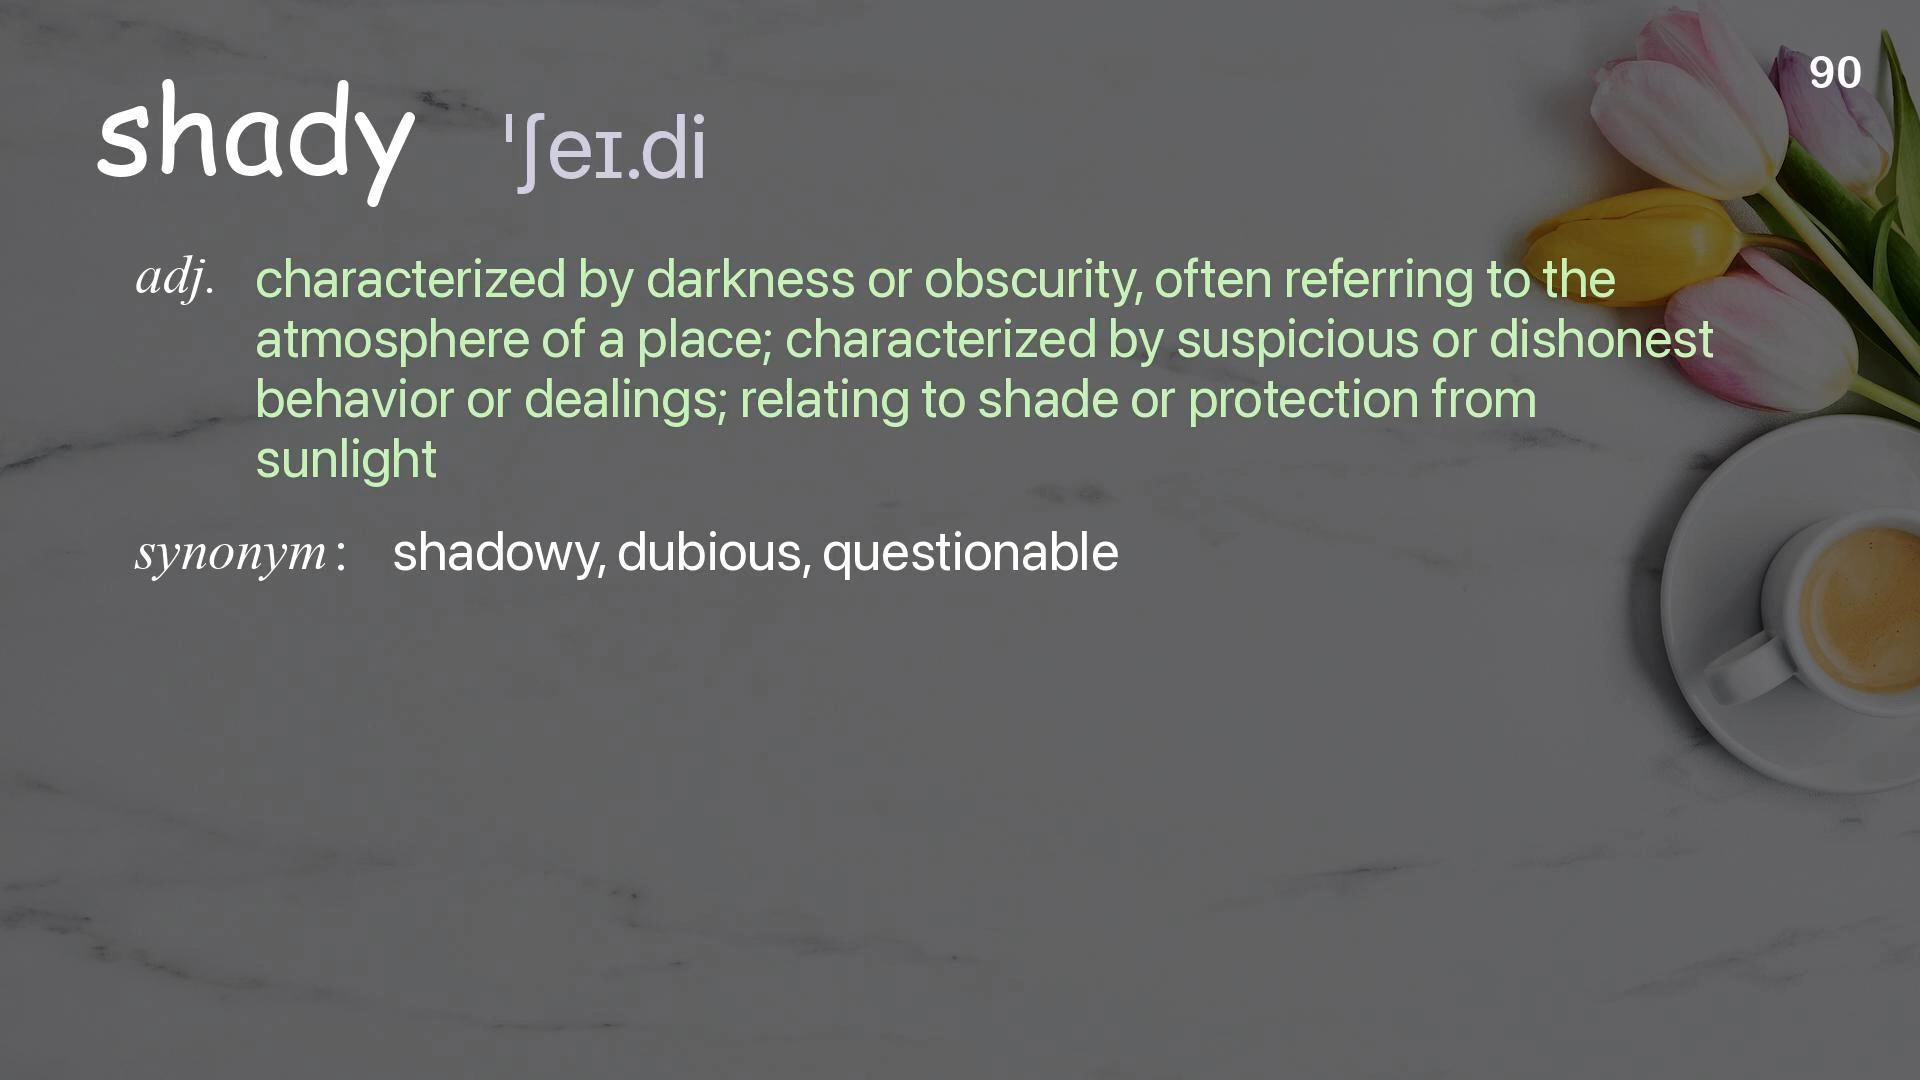 90
shady ˈʃeɪ.di
adj. characterized by darkness or obscurity, often referring to the
atmosphere of a place; characterized by suspicious or dishonest
behavior or dealings; relating to shade or protection from
sunlight
synonym : shadowy, dubious, questionable